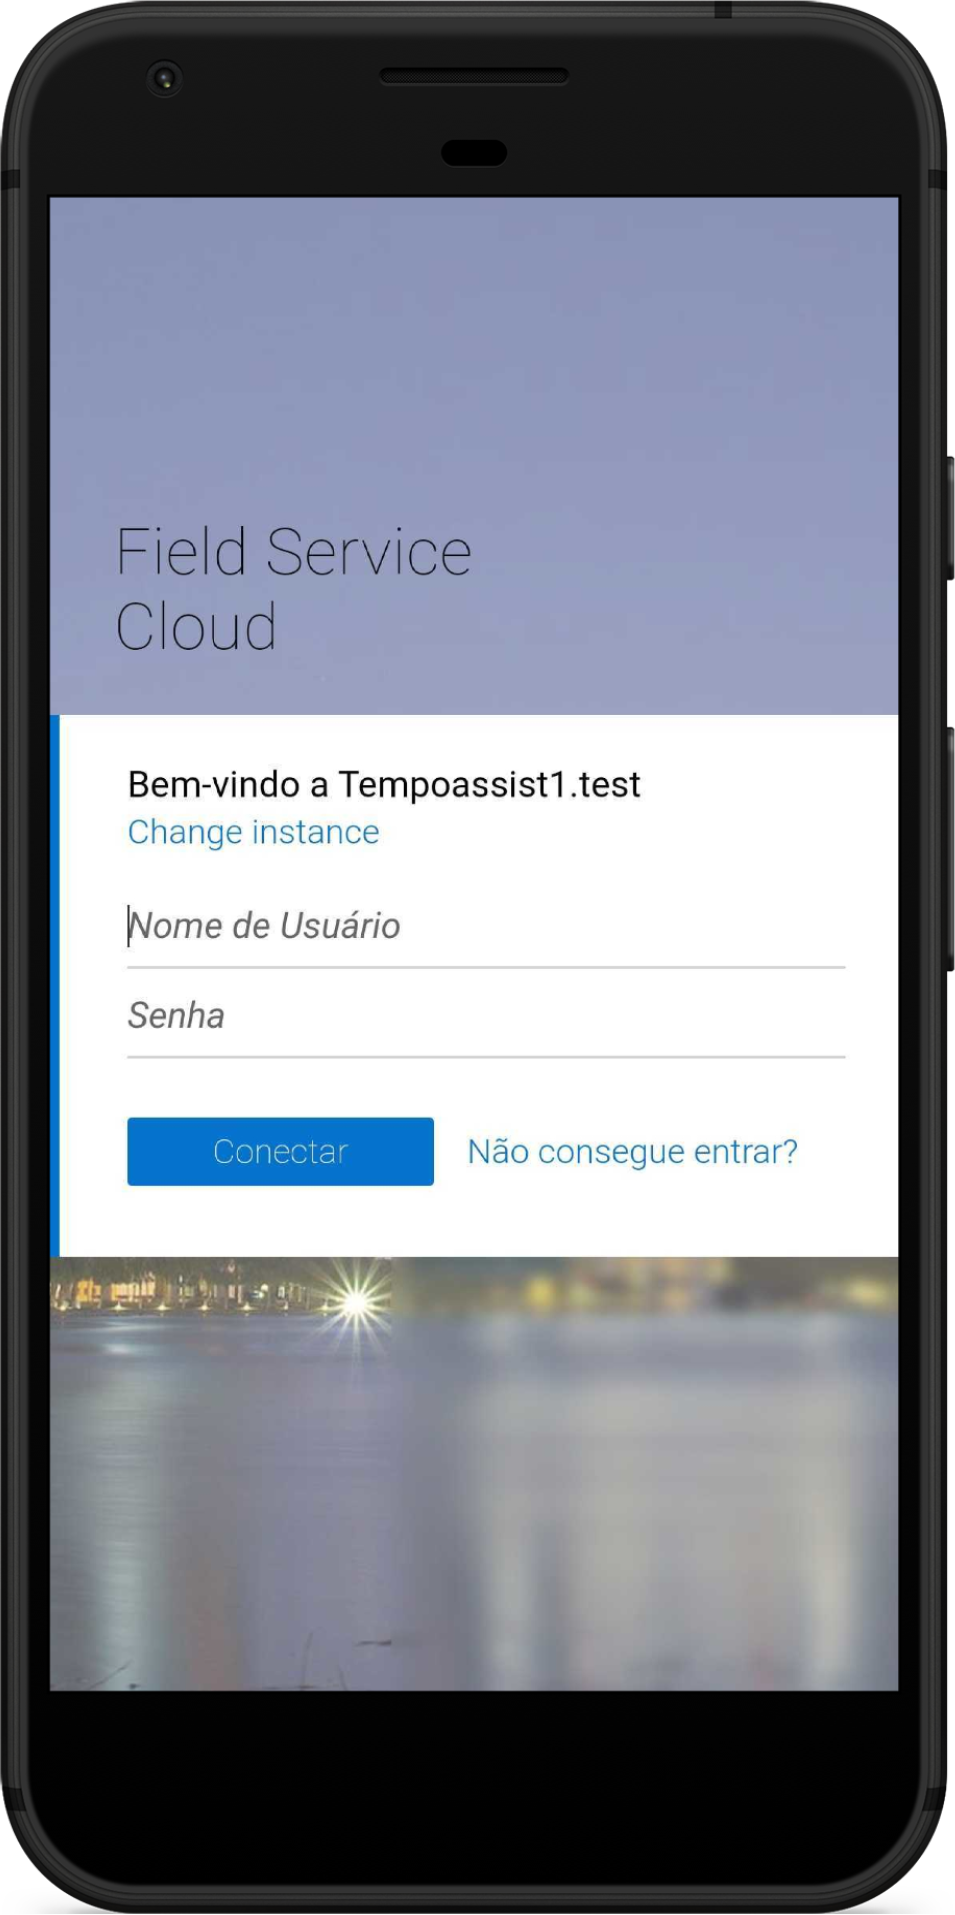 Field Service
Cloud
Bem-vindo a Tempoassist1.test
Change instance
Nome de Usuário
Senha
Conectar
Não consegue entrar?